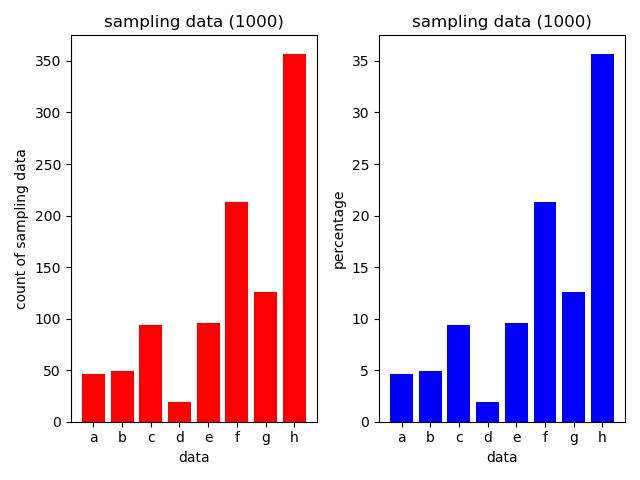 sampling data (1000)
count of sampling data
350
300
250
200
150
100
50
0
a b c d e f g h
data
sampling data (1000)
percentage
35
30
25
20
15
10
5
0
a b c d e f g h
data